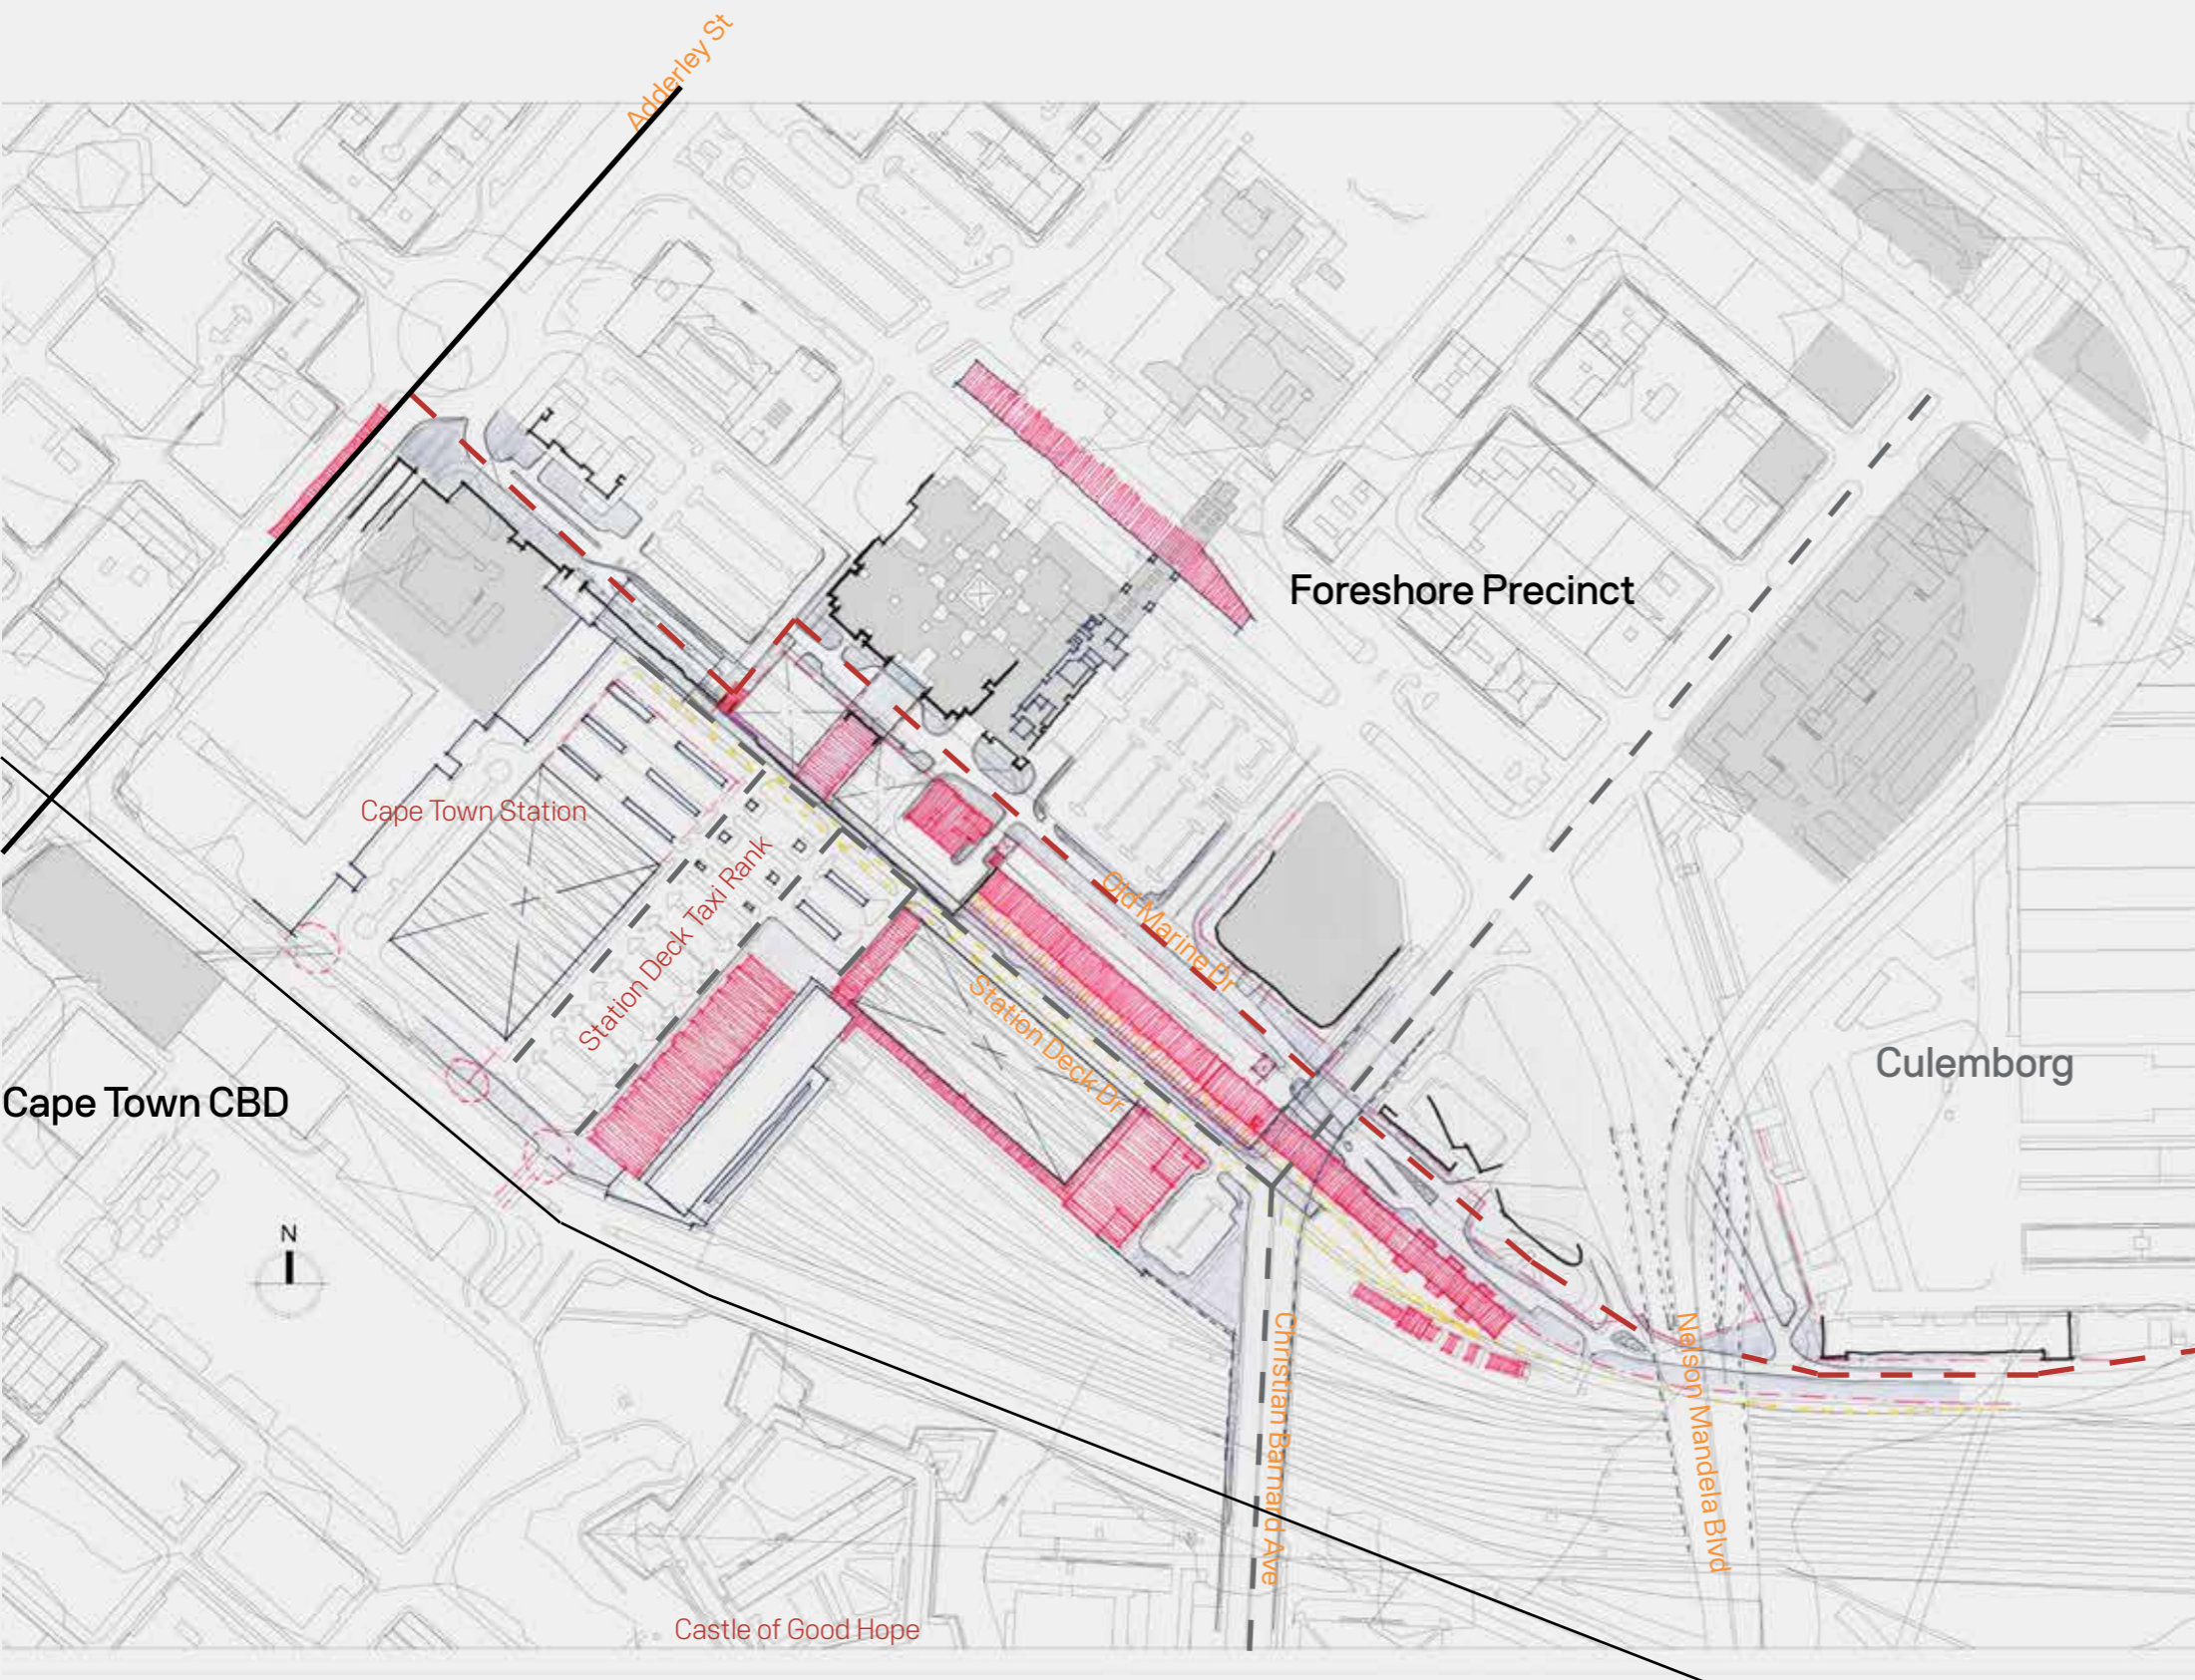 Adderley St
Foreshore Precinct
Cape Town Station
Station Deck Taxi Rank
Old Marine Dr
Station Deck Dr
Culemborg
Cape Town CBD
N
Christian Barnard Ave
Nelson Mandela Blvd
Castle of Good Hope